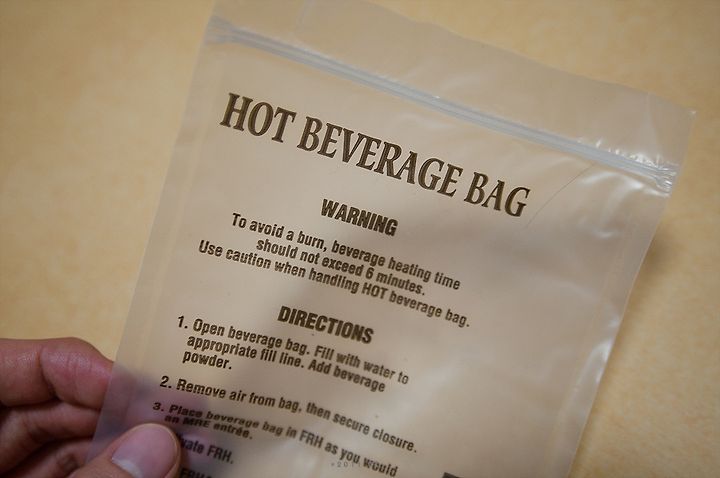 HOT BEVERAGE BAG
WARNING
To avoid a burn, beverage heating time
should not exceed 6 minutes.
Use caution when handling HOT beverage bag.
DIRECTIONS
1. Open beverage bag. Fill with water to
appropriate fill line. Add beverage
powder.
2. Remove air from bag, then secure closure.
3. Place beverage bag in FRH as you would
an MRE entrée.
FRH.